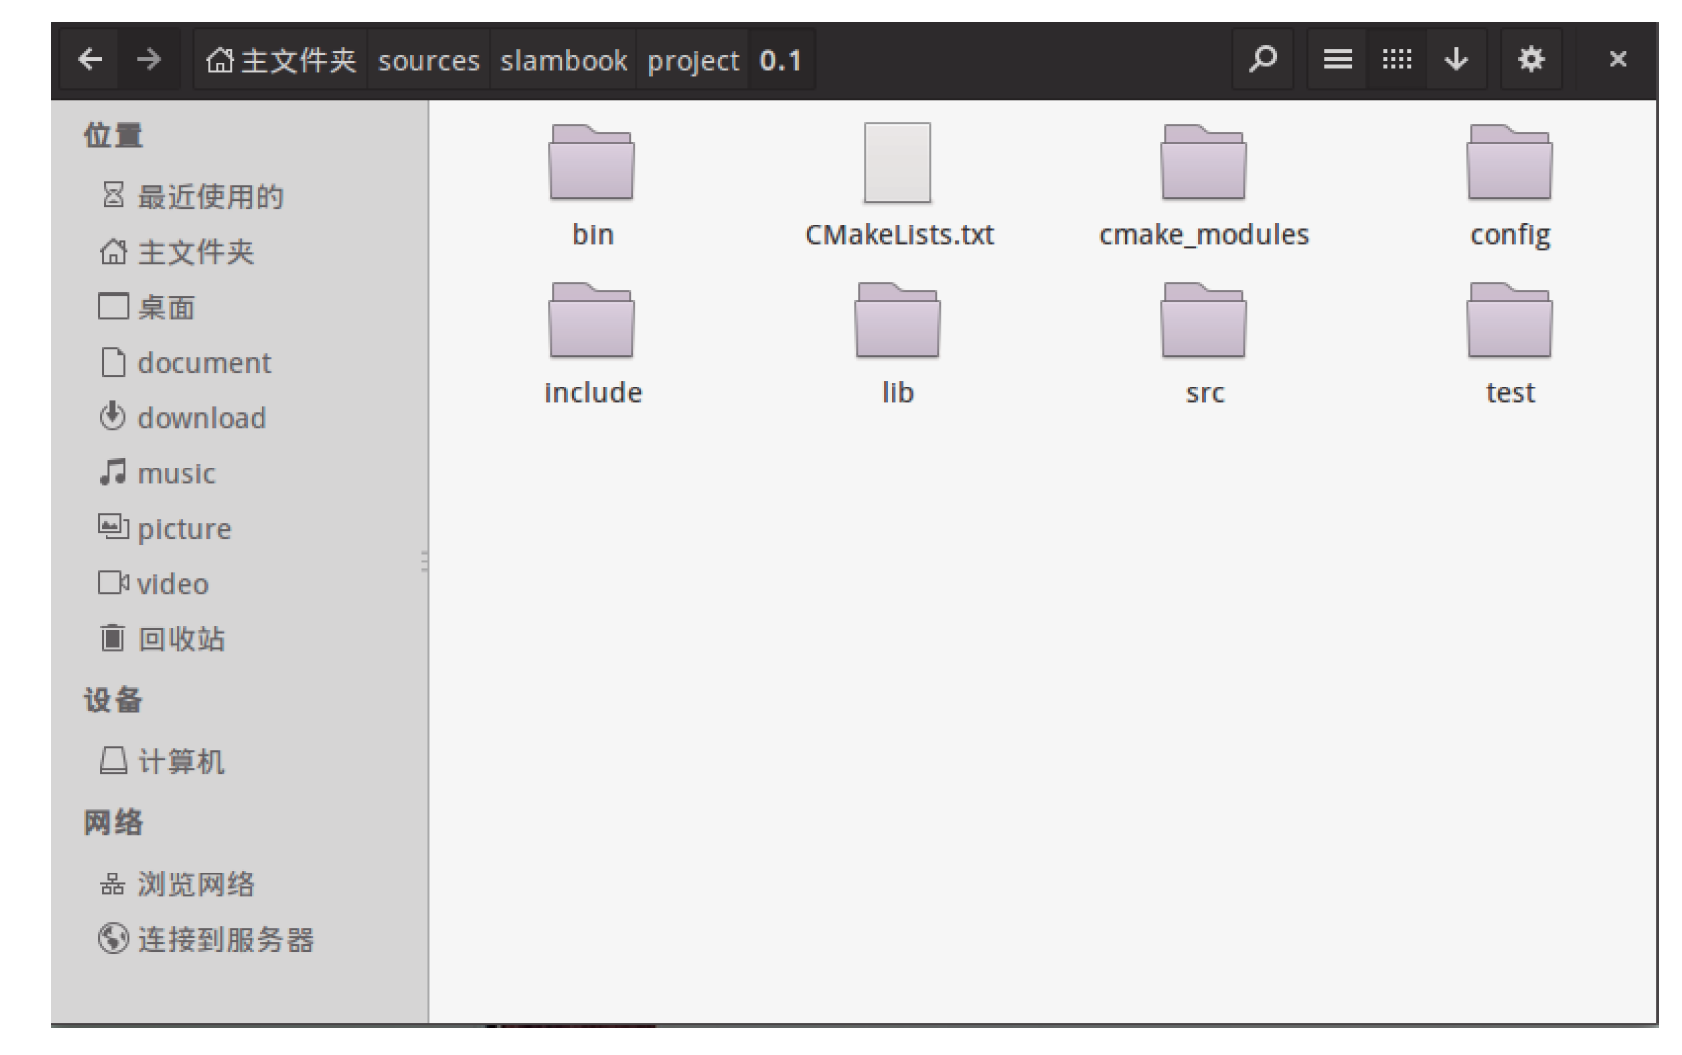 主文件夹 sources slambook project 0.1
位置
最近使用的
主文件夹
桌面
document
download
music
picture
video
回收站
设备
计算机
网络
浏览网络
连接到服务器
bin CMakeLists.txt cmake_modules config
include lib src test